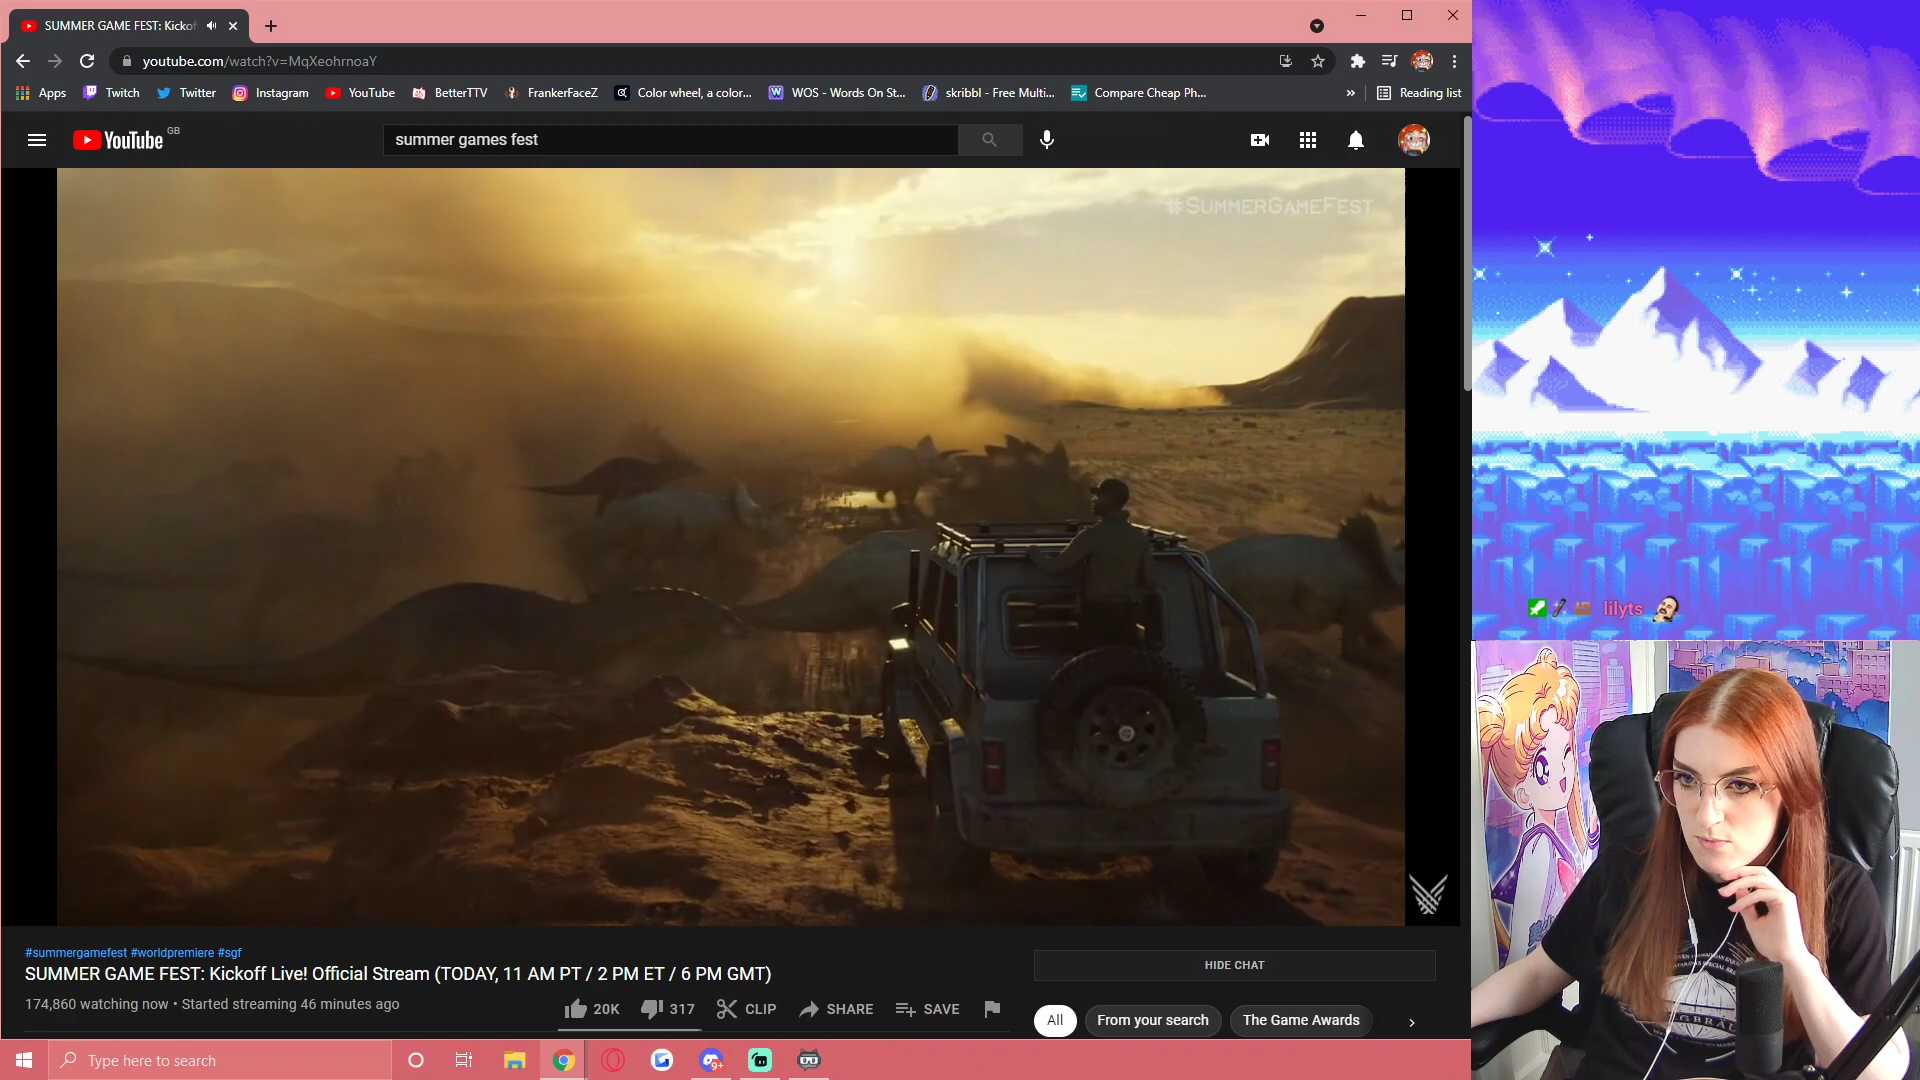 SUMMER GAME FEST: Kicko
youtube.com/watch?v=MqXeohrnoaY
Apps
Twitch
Twitter
Instagram
YouTube
BetterTTV
FrankerFaceZ
Color wheel, a color...
WOS - Words On St...
skribbl - Free Multi...
Compare Cheap Ph...
»
Reading list
YouTube GB
summer games fest
#SUMMERGAMEFEST
lilyts
#summergamefest #worldpremiere #sgf
SUMMER GAME FEST: Kickoff Live! Official Stream (TODAY, 11 AM PT / 2 PM ET / 6 PM GMT)
174,860 watching now • Started streaming 46 minutes ago
20K
317
CLIP
SHARE
SAVE
HIDE CHAT
All
From your search
The Game Awards
Type here to search
9+